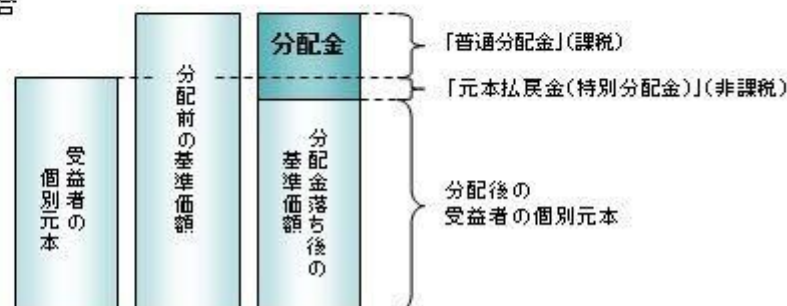 分配金
「普通分配金」(課税)
「元本払戻金(特別分配金)」(非課税)
受益者の
個別元本
分配前の基準価額
分配金落ち後の
基準価額
分配後の
受益者の個別元本